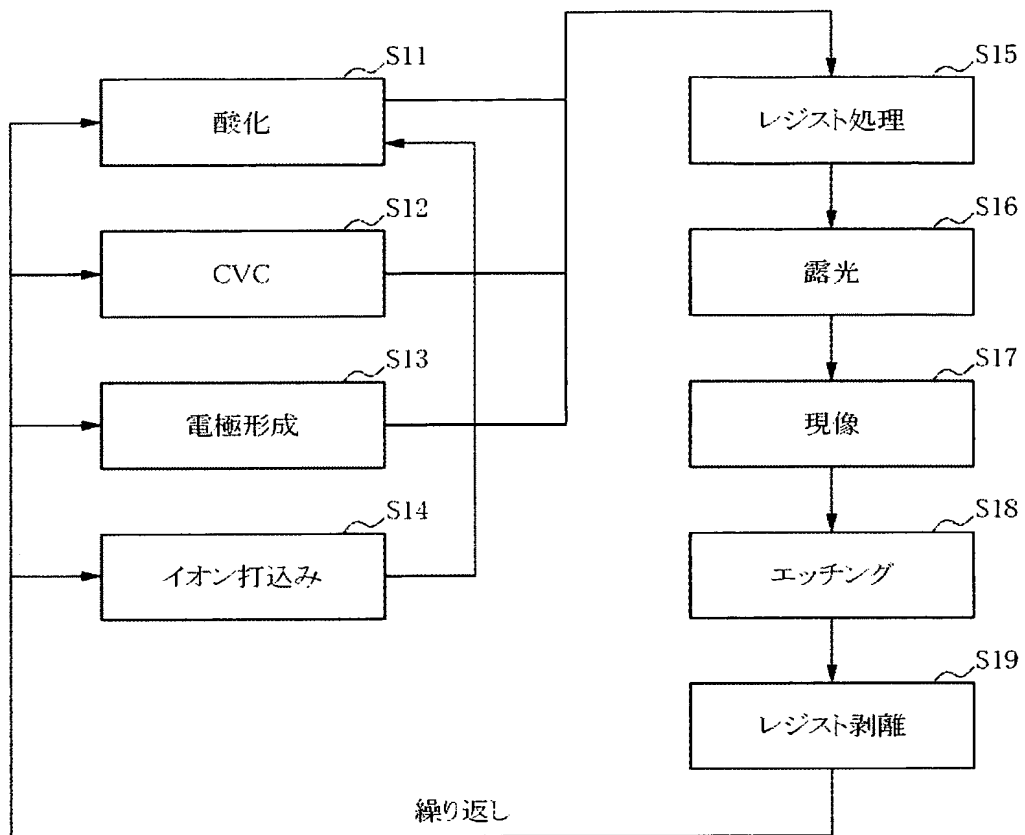 S11
酸化
S12
CVC
S13
電極形成
S14
イオン打込み
S15
レジスト処理
S16
露光
S17
現像
S18
エッチング
S19
レジスト剥離
繰り返し